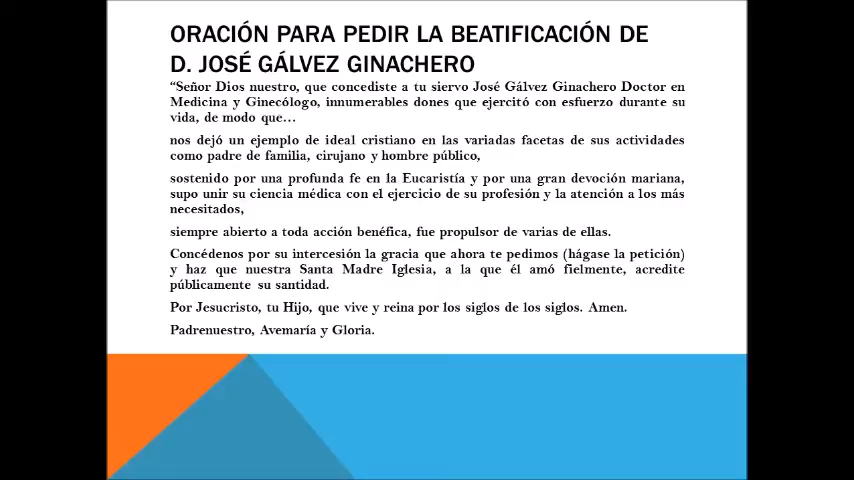 ORACIÓN PARA PEDIR LA BEATIFICACIÓN DE
D. JOSÉ GÁLVEZ GINACHERO
“Señor Dios nuestro, que concediste a tu siervo José Gálvez Ginachero Doctor en
Medicina y Ginecólogo, innumerables dones que ejercitó con esfuerzo durante su
vida, de modo que…
nos dejó un ejemplo de ideal cristiano en las variadas facetas de sus actividades
como padre de familia, cirujano y hombre público,
sostenido por una profunda fe en la Eucaristía y por una gran devoción mariana,
supo unir su ciencia médica con el ejercicio de su profesión y la atención a los más
necesitados,
siempre abierto a toda acción benéfica, fue propulsor de varias de ellas.
Concédenos por su intercesión la gracia que ahora te pedimos (hágase la petición)
y haz que nuestra Santa Madre Iglesia, a la que él amó fielmente, acredite
públicamente su santidad.
Por Jesucristo, tu Hijo, que vive y reina por los siglos de los siglos. Amen.
Padrenuestro, Avemaría y Gloria.